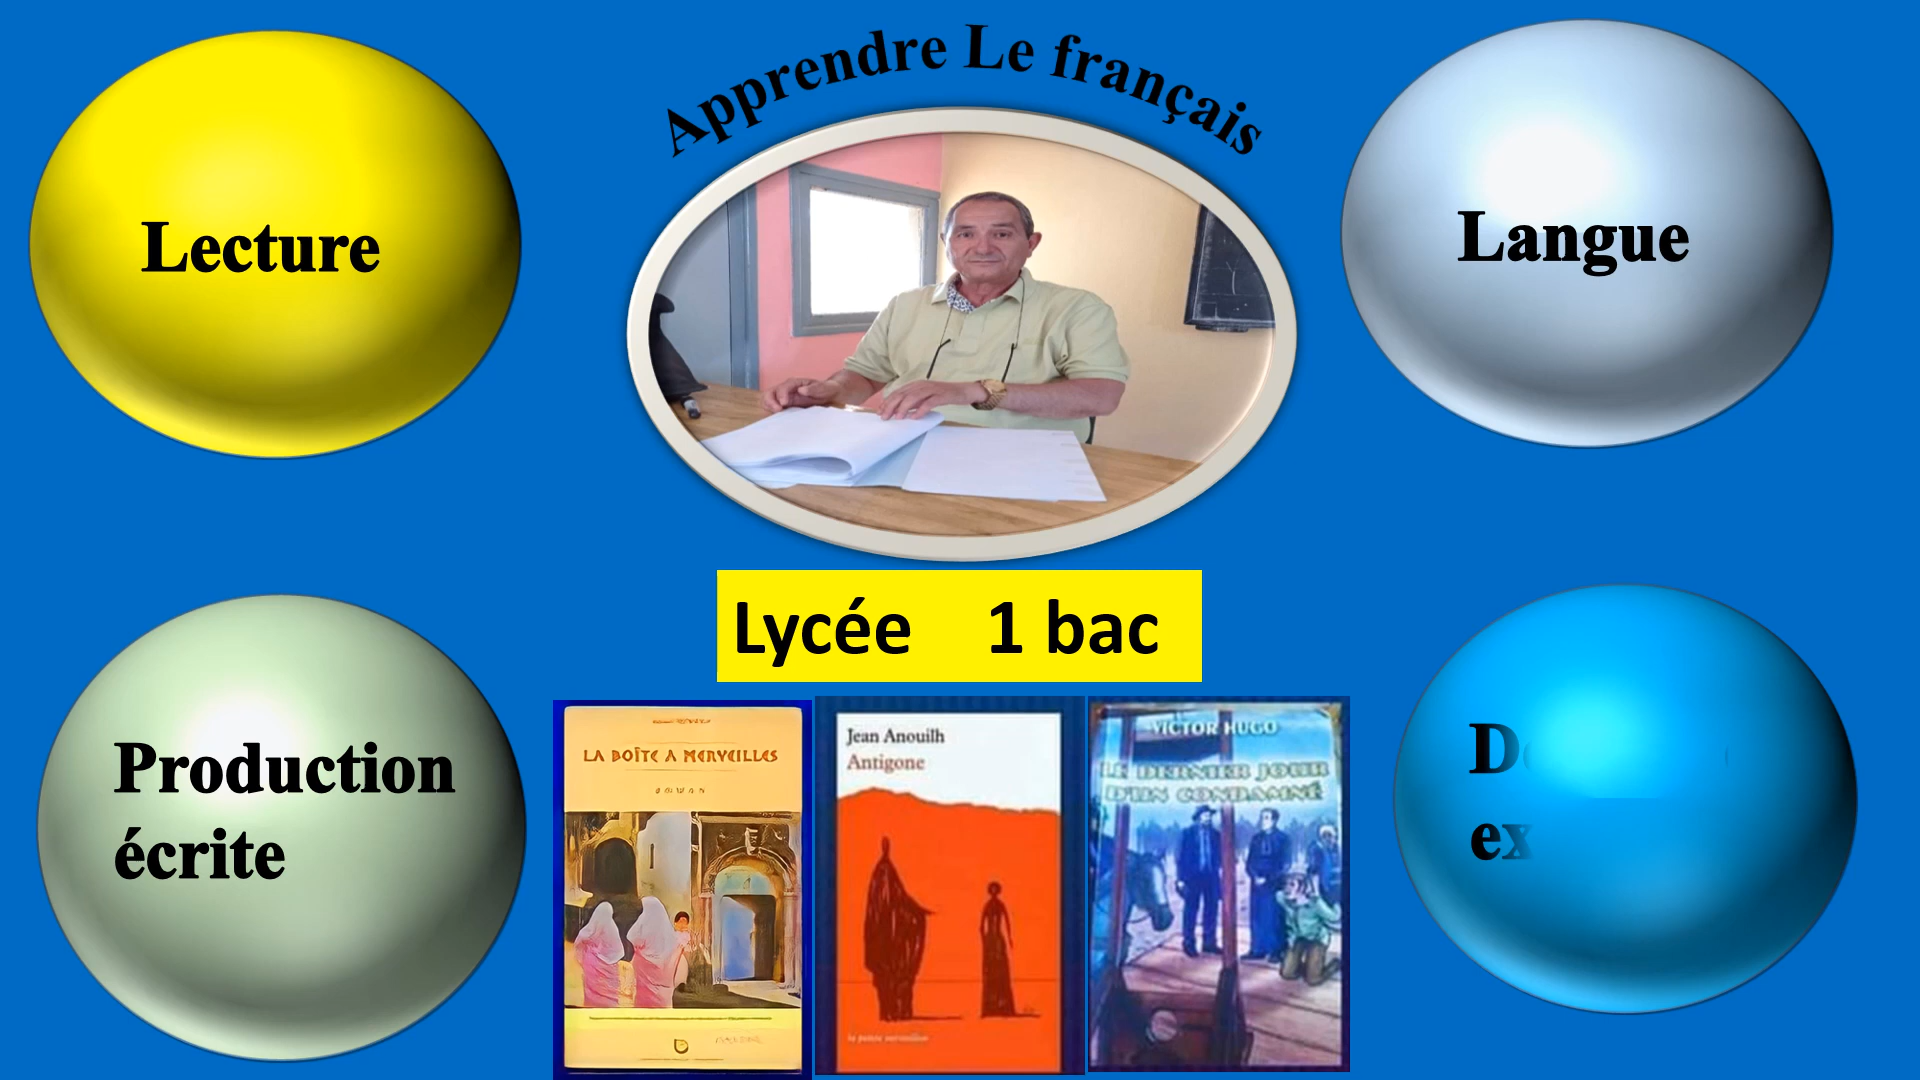 Apprendre Le français
Lecture
Langue
Lycée 1 bac
Production
écrite
LA BOÎTE A MERVEILLES
ROMAN
Jean Anouilh
Antigone
VICTOR HUGO
LE DERNIER JOUR
D'UN CONDAMNÉ